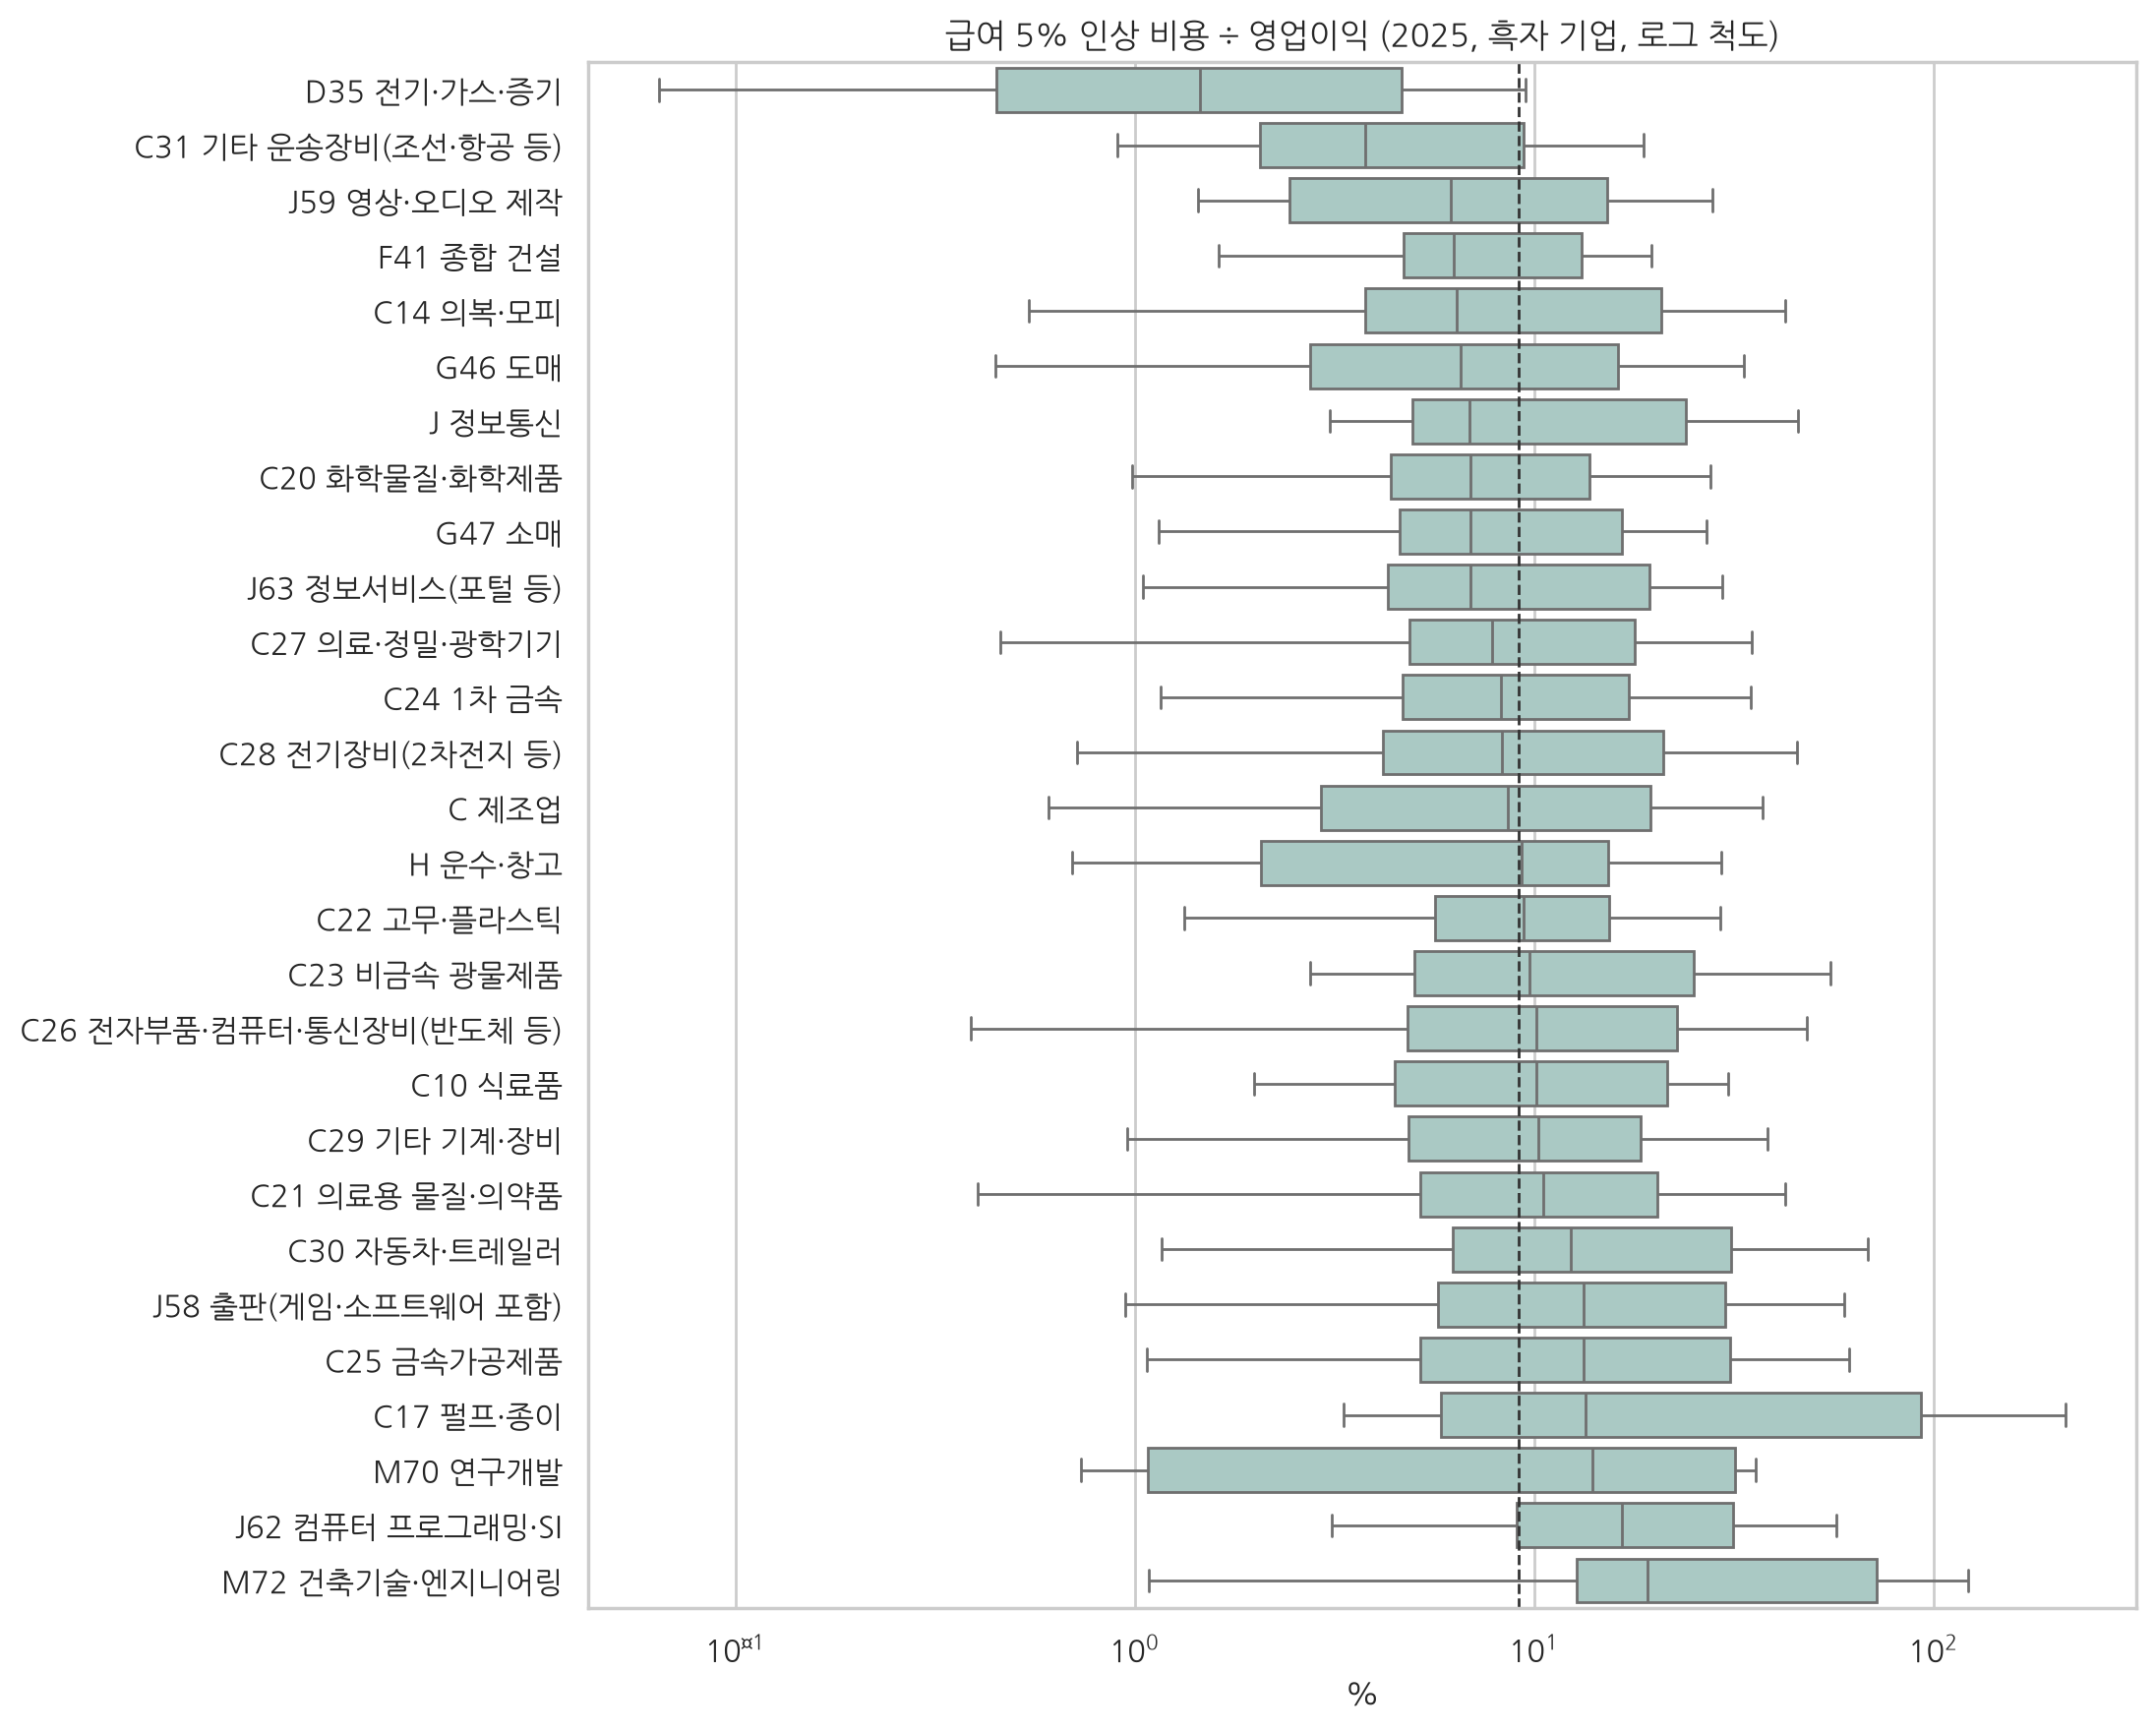 급여 5% 인상 비용 ÷ 영업이익 (2025, 흑자 기업, 로그 척도)
D35 전기·가스·증기
C31 기타 운송장비(조선·항공 등)
J59 영상·오디오 제작
F41 종합 건설
C14 의복·모피
G46 도매
J 정보통신
C20 화학물질·화학제품
G47 소매
J63 정보서비스(포털 등)
C27 의료·정밀·광학기기
C24 1차 금속
C28 전기장비(2차전지 등)
C 제조업
H 운수·창고
C22 고무·플라스틱
C23 비금속 광물제품
C26 전자부품·컴퓨터·통신장비(반도체 등)
C10 식료품
C29 기타 기계·장비
C21 의료용 물질·의약품
C30 자동차·트레일러
J58 출판(게임·소프트웨어 포함)
C25 금속가공제품
C17 펄프·종이
M70 연구개발
J62 컴퓨터 프로그래밍·SI
M72 건축기술·엔지니어링
10¤¹ 10⁰ 10¹ 10²
%